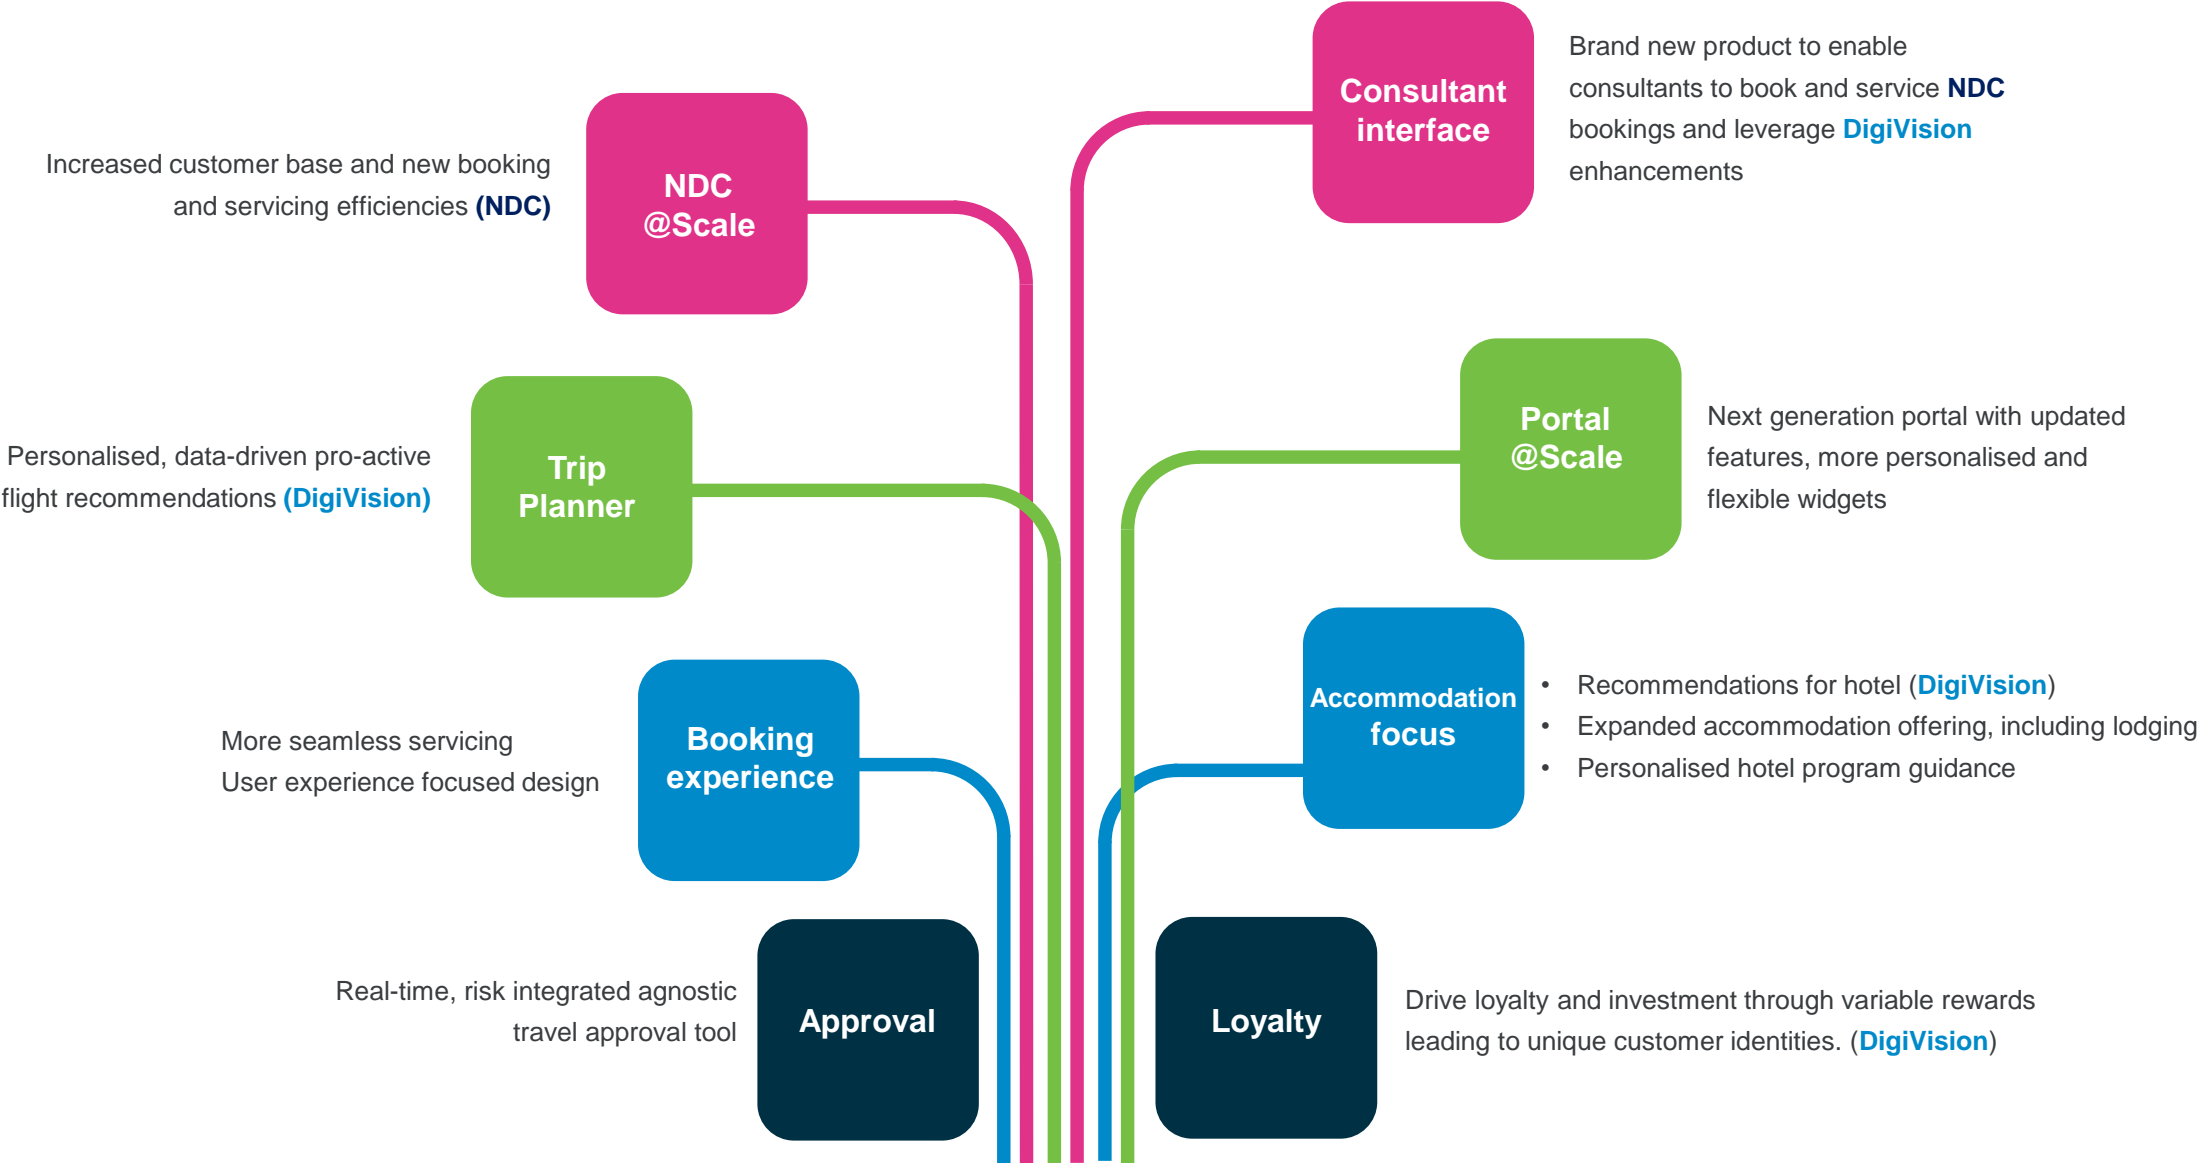 Consultant
interface
Brand new product to enable
consultants to book and service NDC
bookings and leverage DigiVision
enhancements
Increased customer base and new booking
and servicing efficiencies (NDC)
NDC
@Scale
Portal
@Scale
Next generation portal with updated
features, more personalised and
flexible widgets
Personalised, data-driven pro-active
flight recommendations (DigiVision)
Trip
Planner
Accommodation
focus
• Recommendations for hotel (DigiVision)
• Expanded accommodation offering, including lodging
• Personalised hotel program guidance
More seamless servicing
User experience focused design
Booking
experience
Real-time, risk integrated agnostic
travel approval tool
Approval
Loyalty
Drive loyalty and investment through variable rewards
leading to unique customer identities. (DigiVision)